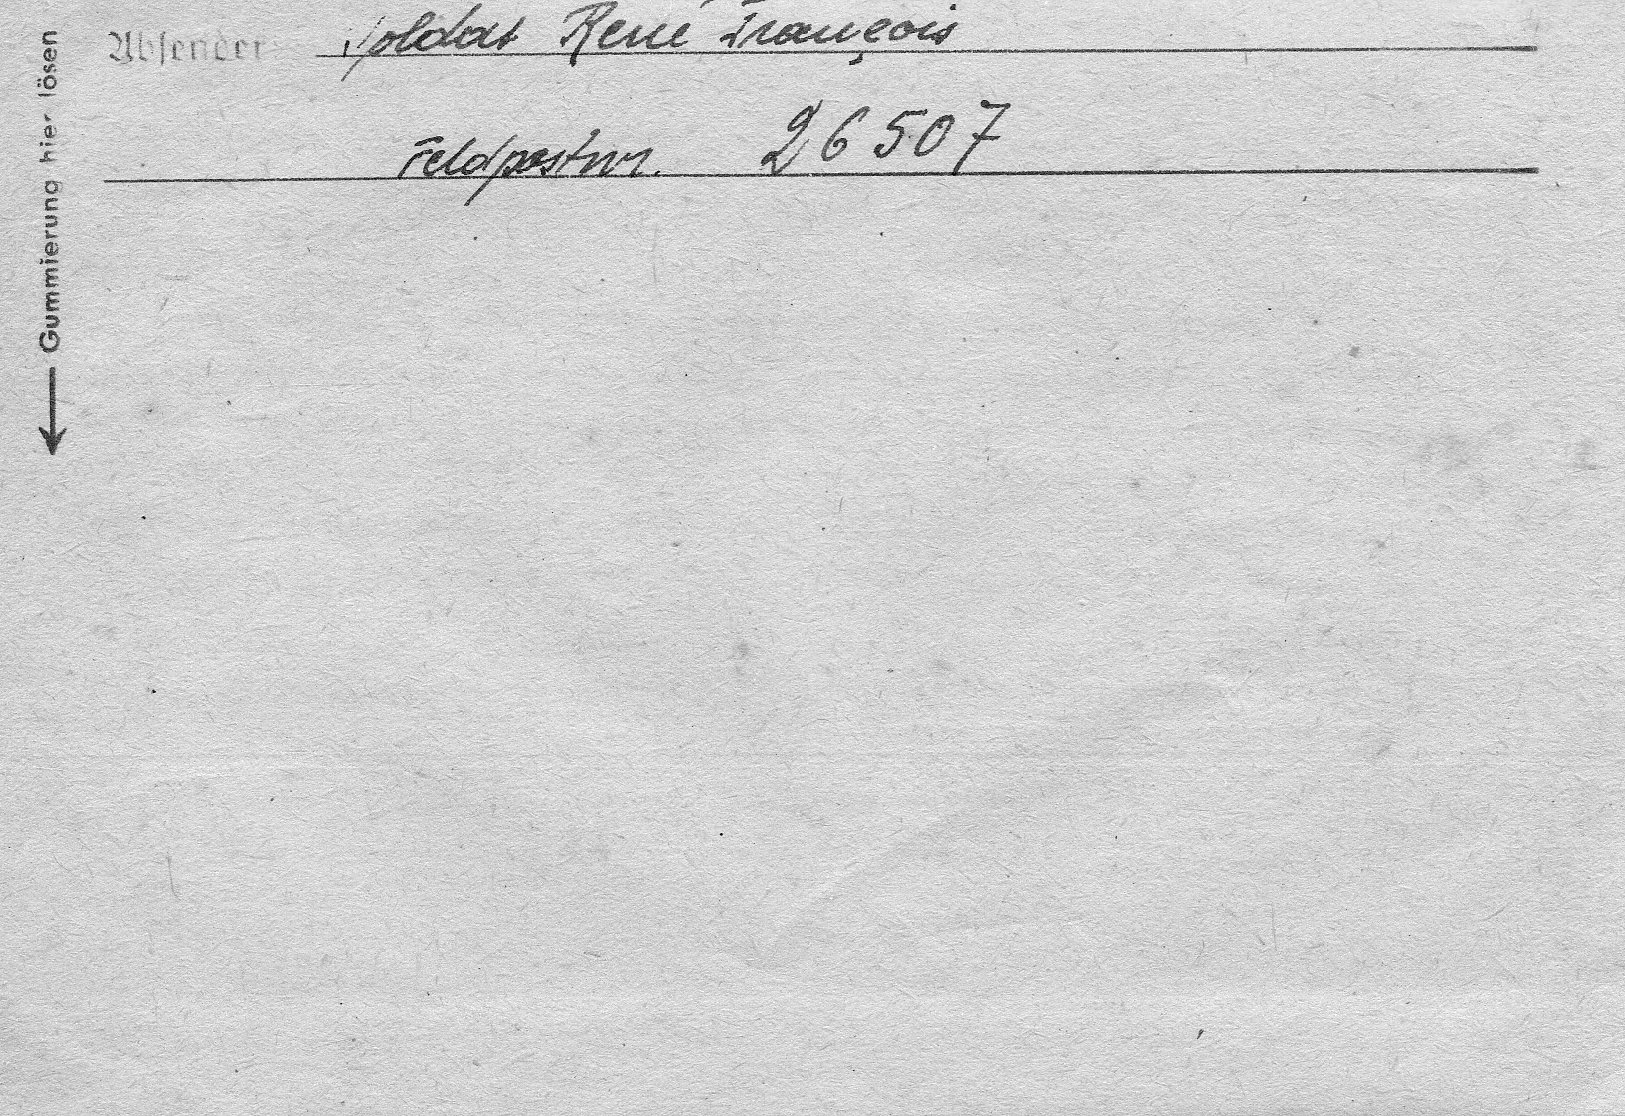 Absender Soldat René François
Feldpostnr. 26507
Gummierung hier lösen